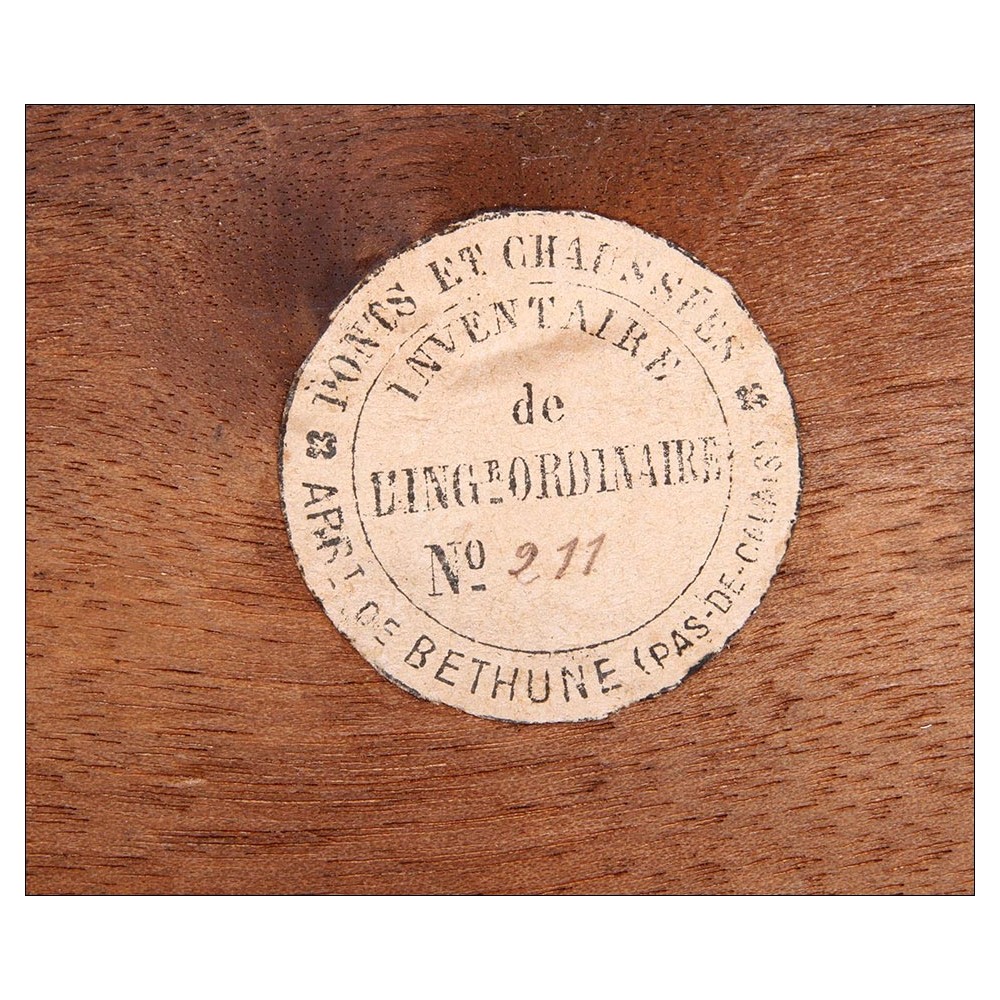 PONTS ET CHAUSSÉES
INVENTAIRE
de
L'INGR ORDINAIRE
No 211
ARRT DE BETHUNE (PAS-DE-CALAIS)